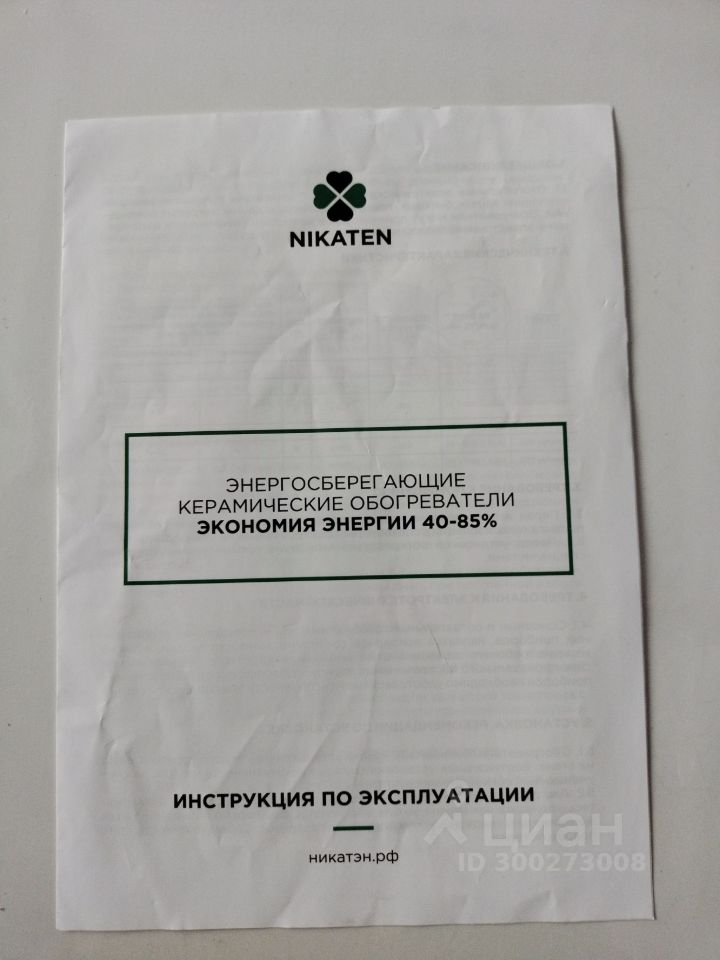 NIKATEN
ЭНЕРГОСБЕРЕГАЮЩИЕ
КЕРАМИЧЕСКИЕ ОБОГРЕВАТЕЛИ
ЭКОНОМИЯ ЭНЕРГИИ 40-85%
ИНСТРУКЦИЯ ПО ЭКСПЛУАТАЦИИ
никатэн.рф
циан
ID 300273008